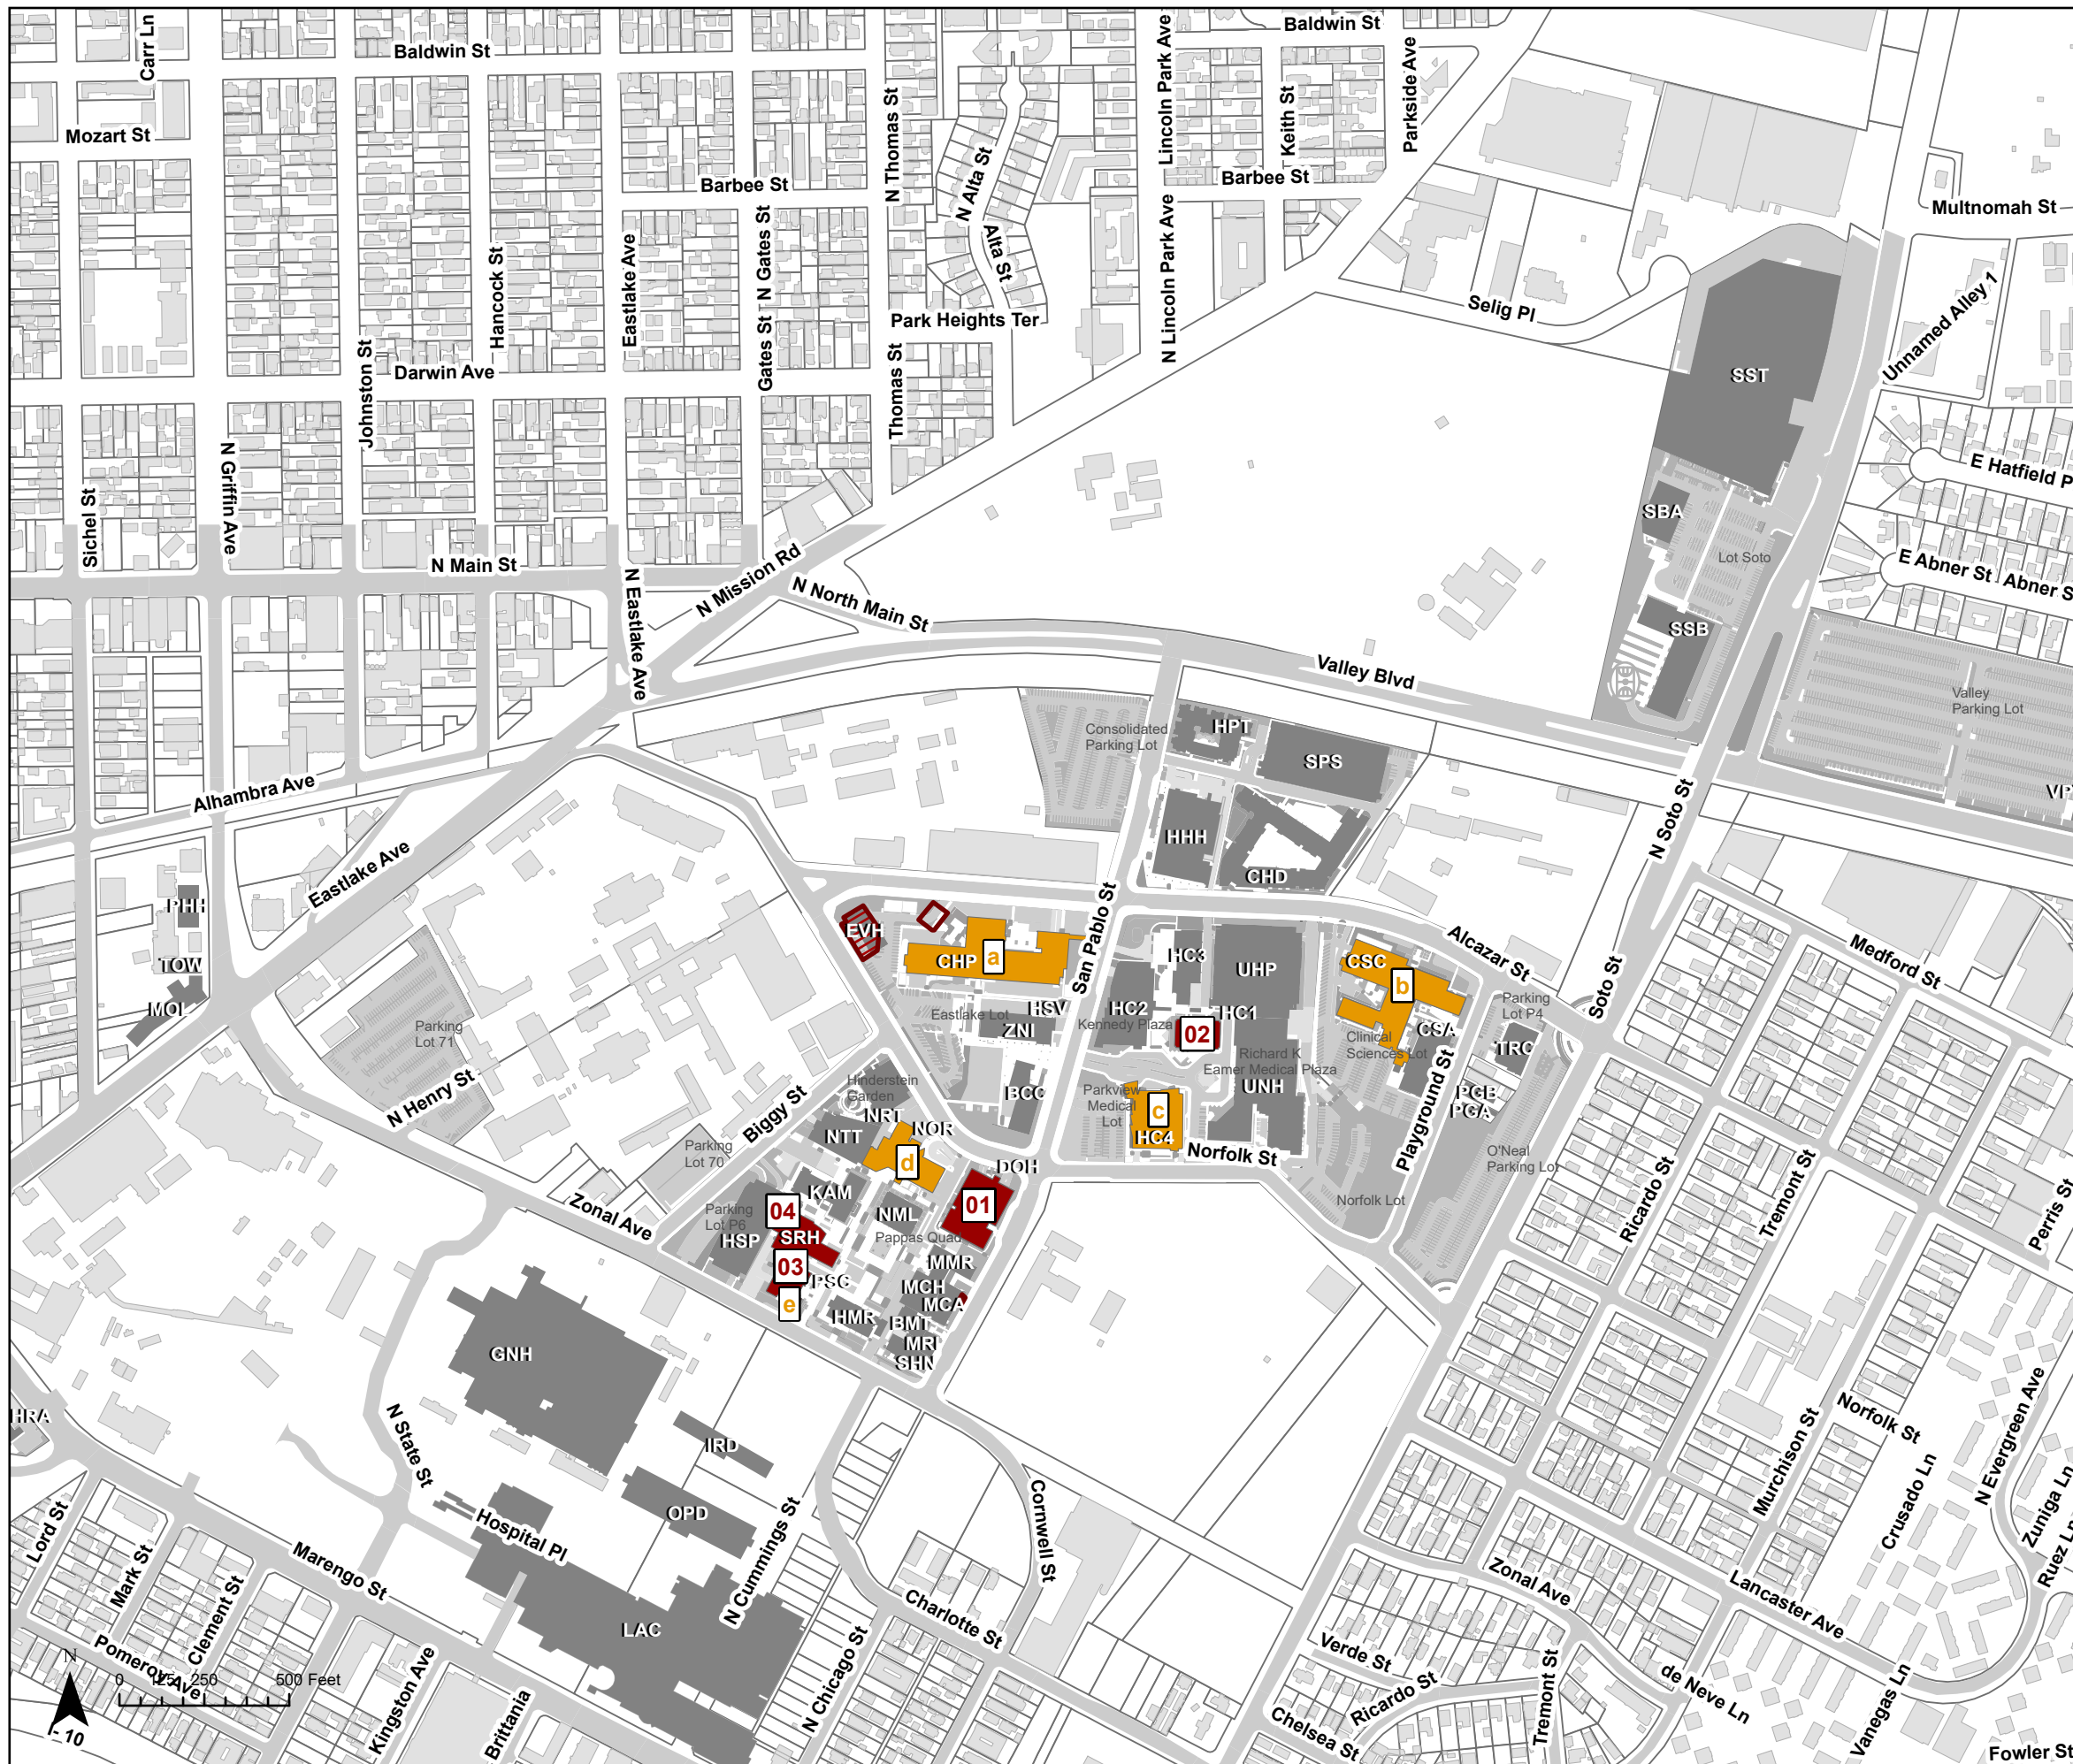 Carr Ln
Baldwin St
Lincoln Park Ave
Baldwin St
Parkside Ave
Mozart St
N Thomas St
N Alta St
Keith St
Barbee St
Barbee St
Multnomah St
N Lincoln Park Ave
Alta St
Hancock St
Eastlake Ave
N Gates St
Gates St
Park Heights Ter
Selig Pl
Unnamed Alley 1
Johnston St
Darwin Ave
Thomas St
SST
E Hatfield P
Sichel St
N Griffin Ave
N Main St
N Eastlake Ave
N Mission Rd
N North Main St
SBA
Lot Soto
E Abner St
Abner S
SSB
Valley Blvd
Valley
Parking Lot
Consolidated
Parking Lot
HPT
SPS
VP
Alhambra Ave
N Soto St
HHH
CHD
Eastlake Ave
PHH
TOW
MOL
EVH
CHP
a
San Pablo St
HC3
UHP
CSC
b
Alcazar St
Medford St
Soto St
Parking
Lot 71
Eastlake Lot
HSV
ZNI
HC2
Kennedy Plaza
HC1
02
Richard K
Eamer Medical Plaza
UNH
Clinical
Sciences Lot
CSA
Parking
Lot P4
TRC
PGB
PGA
Playground St
N Henry St
Biggy St
Hinderstein
Garden
NRT
NTT
NOR
BCC
Parkview
Medical
Lot
c
HC4
Norfolk St
O'Neal
Parking Lot
Parking
Lot 70
d
DOH
01
KAM
NML
Pappas Quad
Norfolk Lot
Ricardo St
Tremont St
Perris St
Zonal Ave
Parking
Lot P6
HSP
04
SRH
03
PSC
e
MMR
MCH
MCA
HMR
BMT
MRI
SHN
GNH
HRA
N State St
IRD
OPD
Hospital Pl
N Cummings St
Cornwell St
Norfolk St
Murchison St
Crusado Ln
N Evergreen Ave
Zuniga Ln
Ruez Ln
Lord St
Mark St
Clement St
Marengo St
LAC
Charlotte St
N Chicago St
Zonal Ave
Lancaster Ave
Verde St
Ricardo St
Chelsea St
Tremont St
de Neve Ln
Vanegas Ln
Fowler St
Pomeroy Ave
Kingston Ave
Brittania
N
0 125 250 500 Feet
- 10